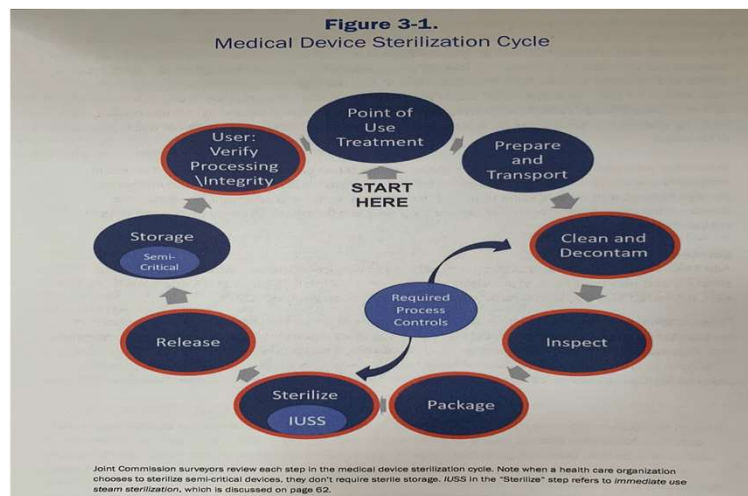 Figure 3-1.
Medical Device Sterilization Cycle
Point of
Use
Treatment
START
HERE
Prepare
and
Transport
Clean and
Decontam
Inspect
Package
Sterilize
IUSS
Release
Storage
Semi-
Critical
User:
Verify
Processing
\Integrity
Required
Process
Controls
Joint Commission surveyors review each step in the medical device sterilization cycle. Note when a health care organization
chooses to sterilize semi-critical devices, they don't require sterile storage. IUSS in the "Sterilize" step refers to immediate use
steam sterilization, which is discussed on page 62.